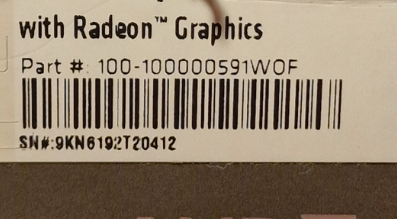 with Radeon™ Graphics
Part #: 100-100000591WOF
SN#:9KN6192T20412